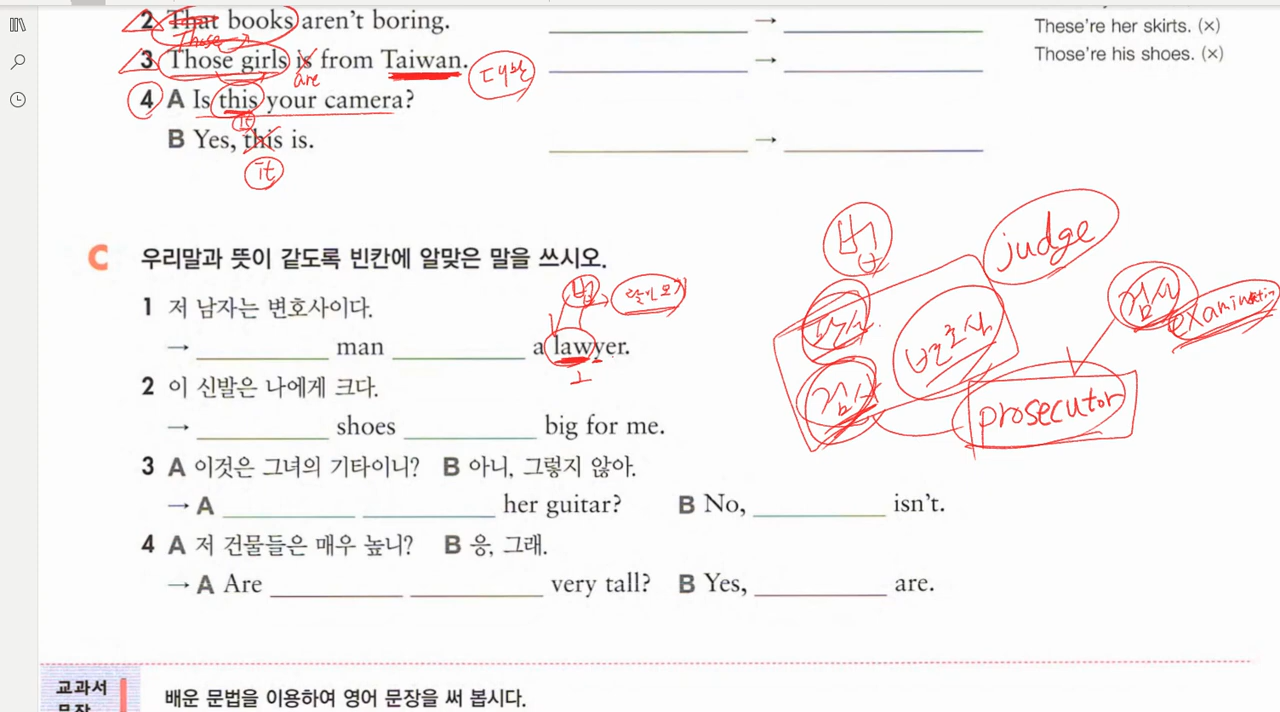 2 That books aren't boring. → These're her skirts. (×)
Those
3 Those girls is from Taiwan. → Those're his shoes. (×)
are
대만
4 A Is this your camera?
it
B Yes, this is. →
it
법
judge
C 우리말과 뜻이 같도록 빈칸에 알맞은 말을 쓰시오.
법
검사
examination
1 저 남자는 변호사이다.
판사
변호사
→ man a lawyer.
2 이 신발은 나에게 크다.
검사
prosecutor
→ shoes big for me.
3 A 이것은 그녀의 기타이니? B 아니, 그렇지 않아.
→ A her guitar? B No, isn't.
4 A 저 건물들은 매우 높니? B 응, 그래.
→ A Are very tall? B Yes, are.
교과서
문장
배운 문법을 이용하여 영어 문장을 써 봅시다.